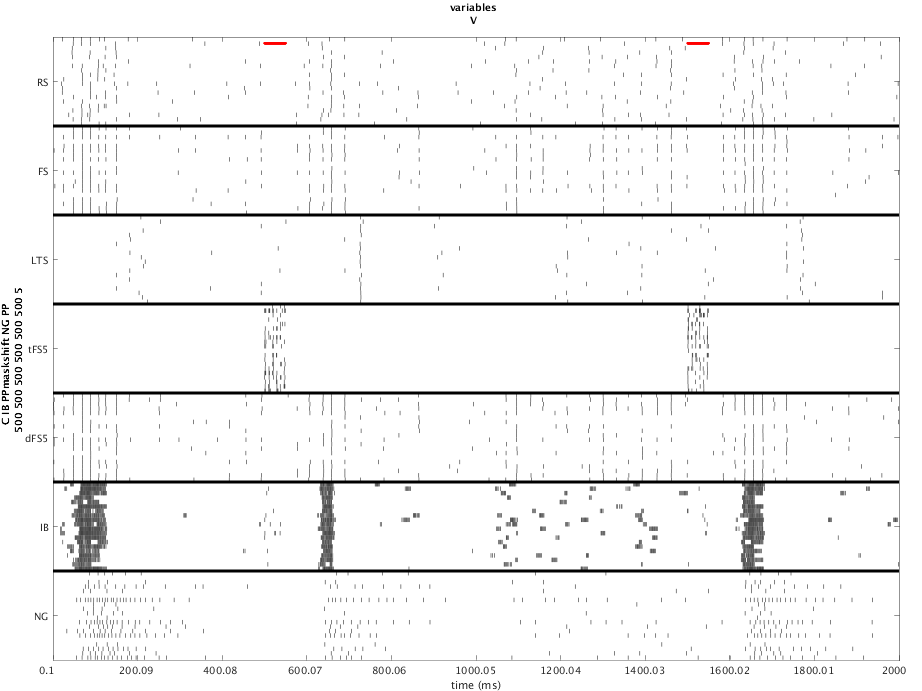 variables
V
RS
FS
LTS
tFS5
dFS5
IB
NG
C IB PPmaskshift NG PP
500 500 500 500 500 500 5
0.1 200.09 400.08 600.07 800.06 1000.05 1200.04 1400.03 1600.02 1800.01 2000
time (ms)